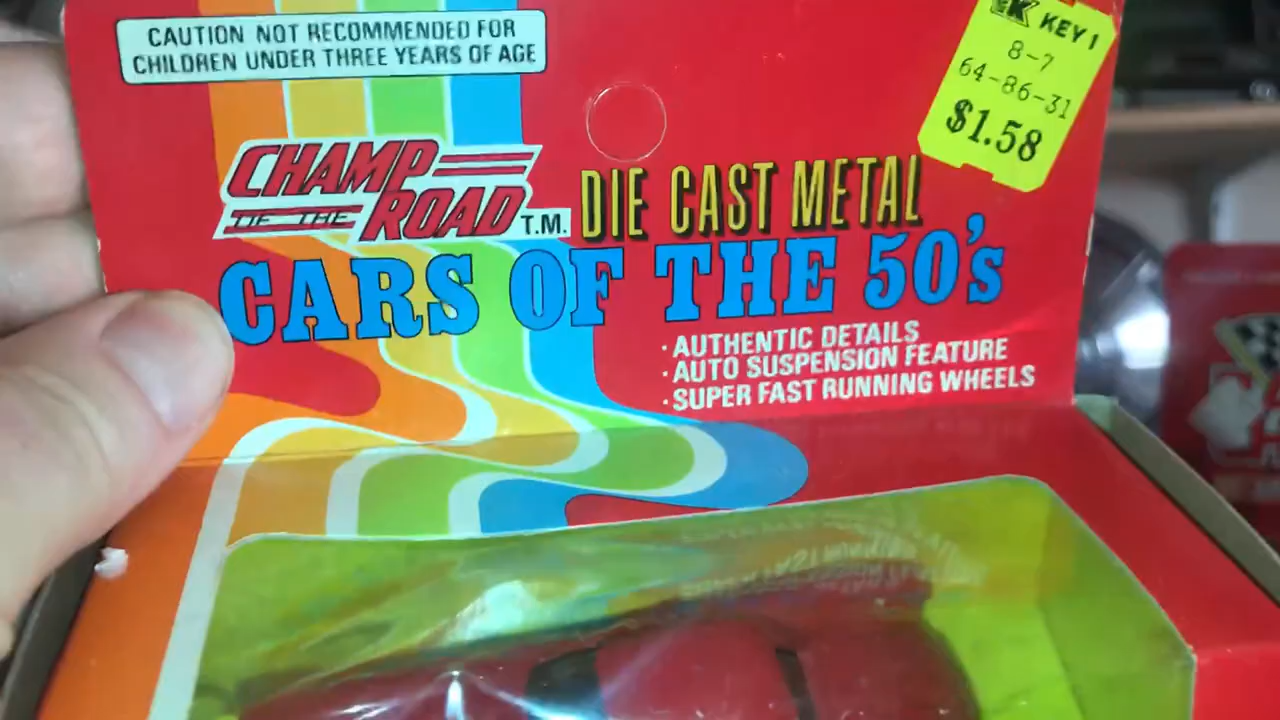 CAUTION NOT RECOMMENDED FOR
CHILDREN UNDER THREE YEARS OF AGE
K KEY 1
8-7
64-86-31
$1.58
CHAMP
OF THE ROAD T.M.
DIE CAST METAL
CARS OF THE 50's
· AUTHENTIC DETAILS
· AUTO SUSPENSION FEATURE
· SUPER FAST RUNNING WHEELS